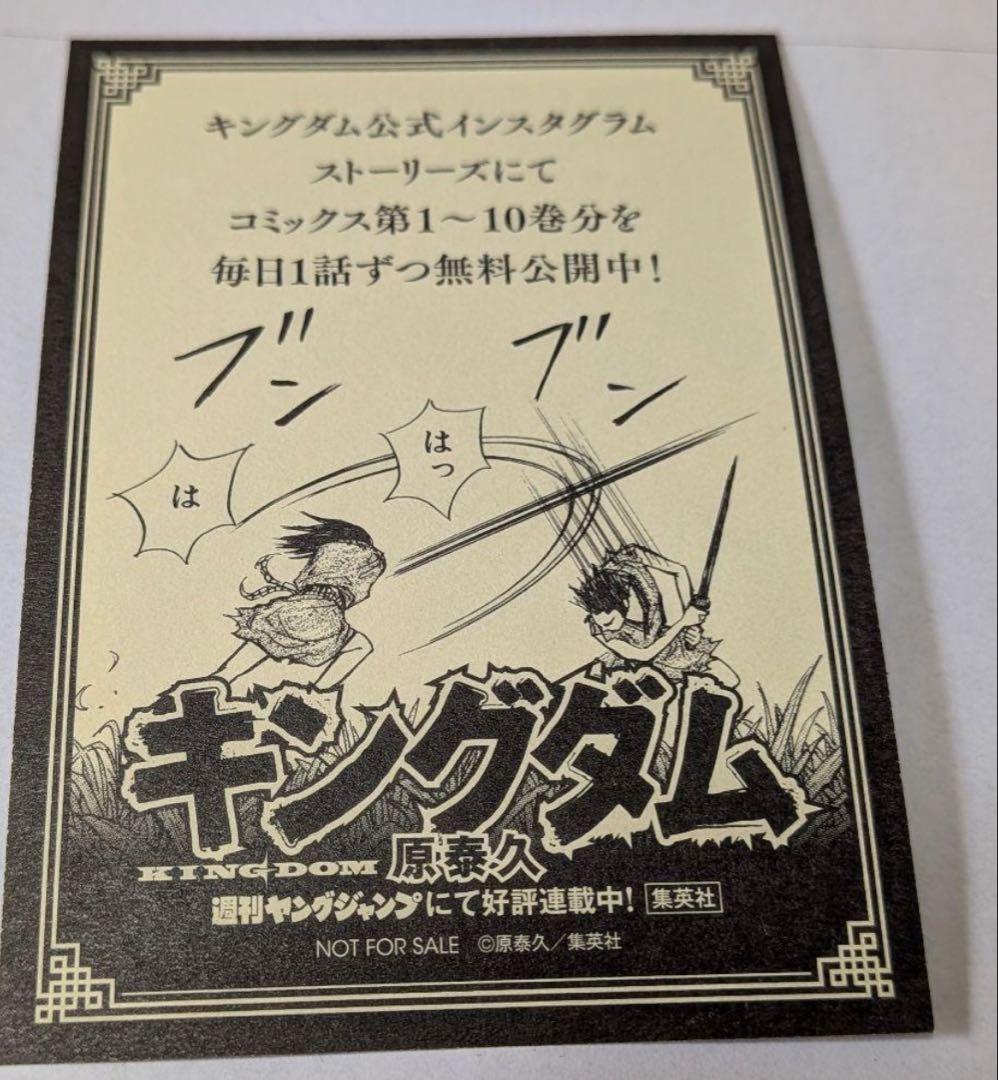 キングダム公式インスタグラム
ストーリーズにて
コミックス第1〜10巻分を
毎日1話ずつ無料公開中!
ブン
ブン
はっ
は
キングダム
KINGDOM 原泰久
週刊ヤングジャンプにて好評連載中! 集英社
NOT FOR SALE ©原泰久/集英社